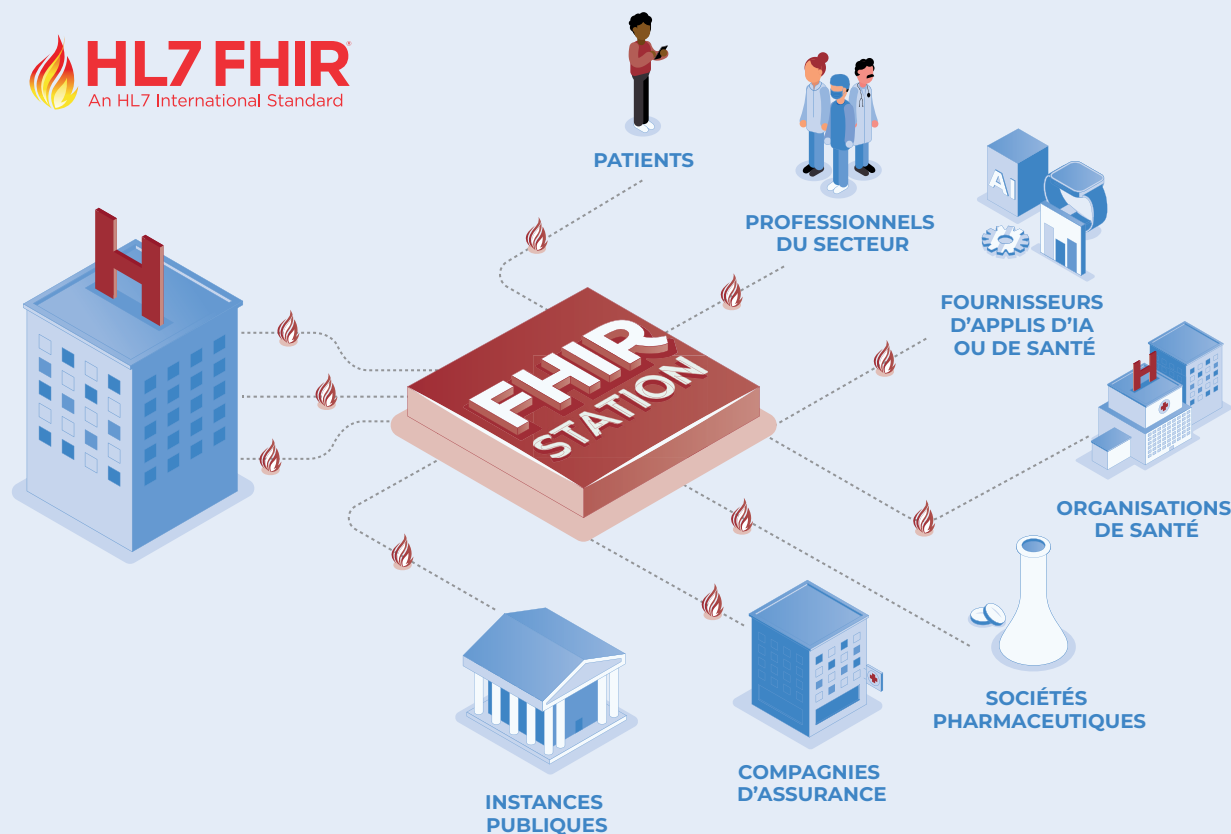 HL7 FHIR®
An HL7 International Standard
PATIENTS
PROFESSIONNELS
DU SECTEUR
AI
FOURNISSEURS
D’APPLIS D’IA
OU DE SANTÉ
H
H
ORGANISATIONS
DE SANTÉ
FHIR
STATION
SOCIÉTÉS
PHARMACEUTIQUES
COMPAGNIES
D’ASSURANCE
INSTANCES
PUBLIQUES